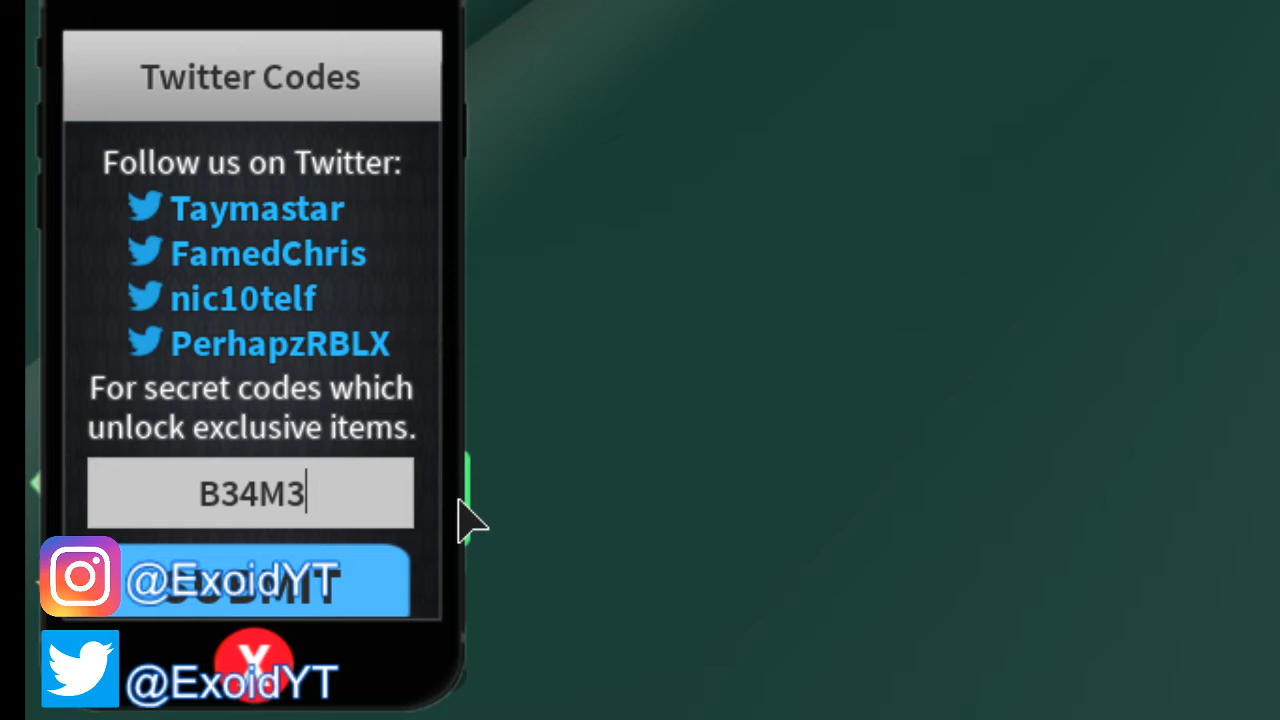 Twitter Codes
Follow us on Twitter:
Taymastar
FamedChris
nic10telf
PerhapzRBLX
For secret codes which
unlock exclusive items.
B34M3
SUBMIT
@ExoidYT
X
@ExoidYT